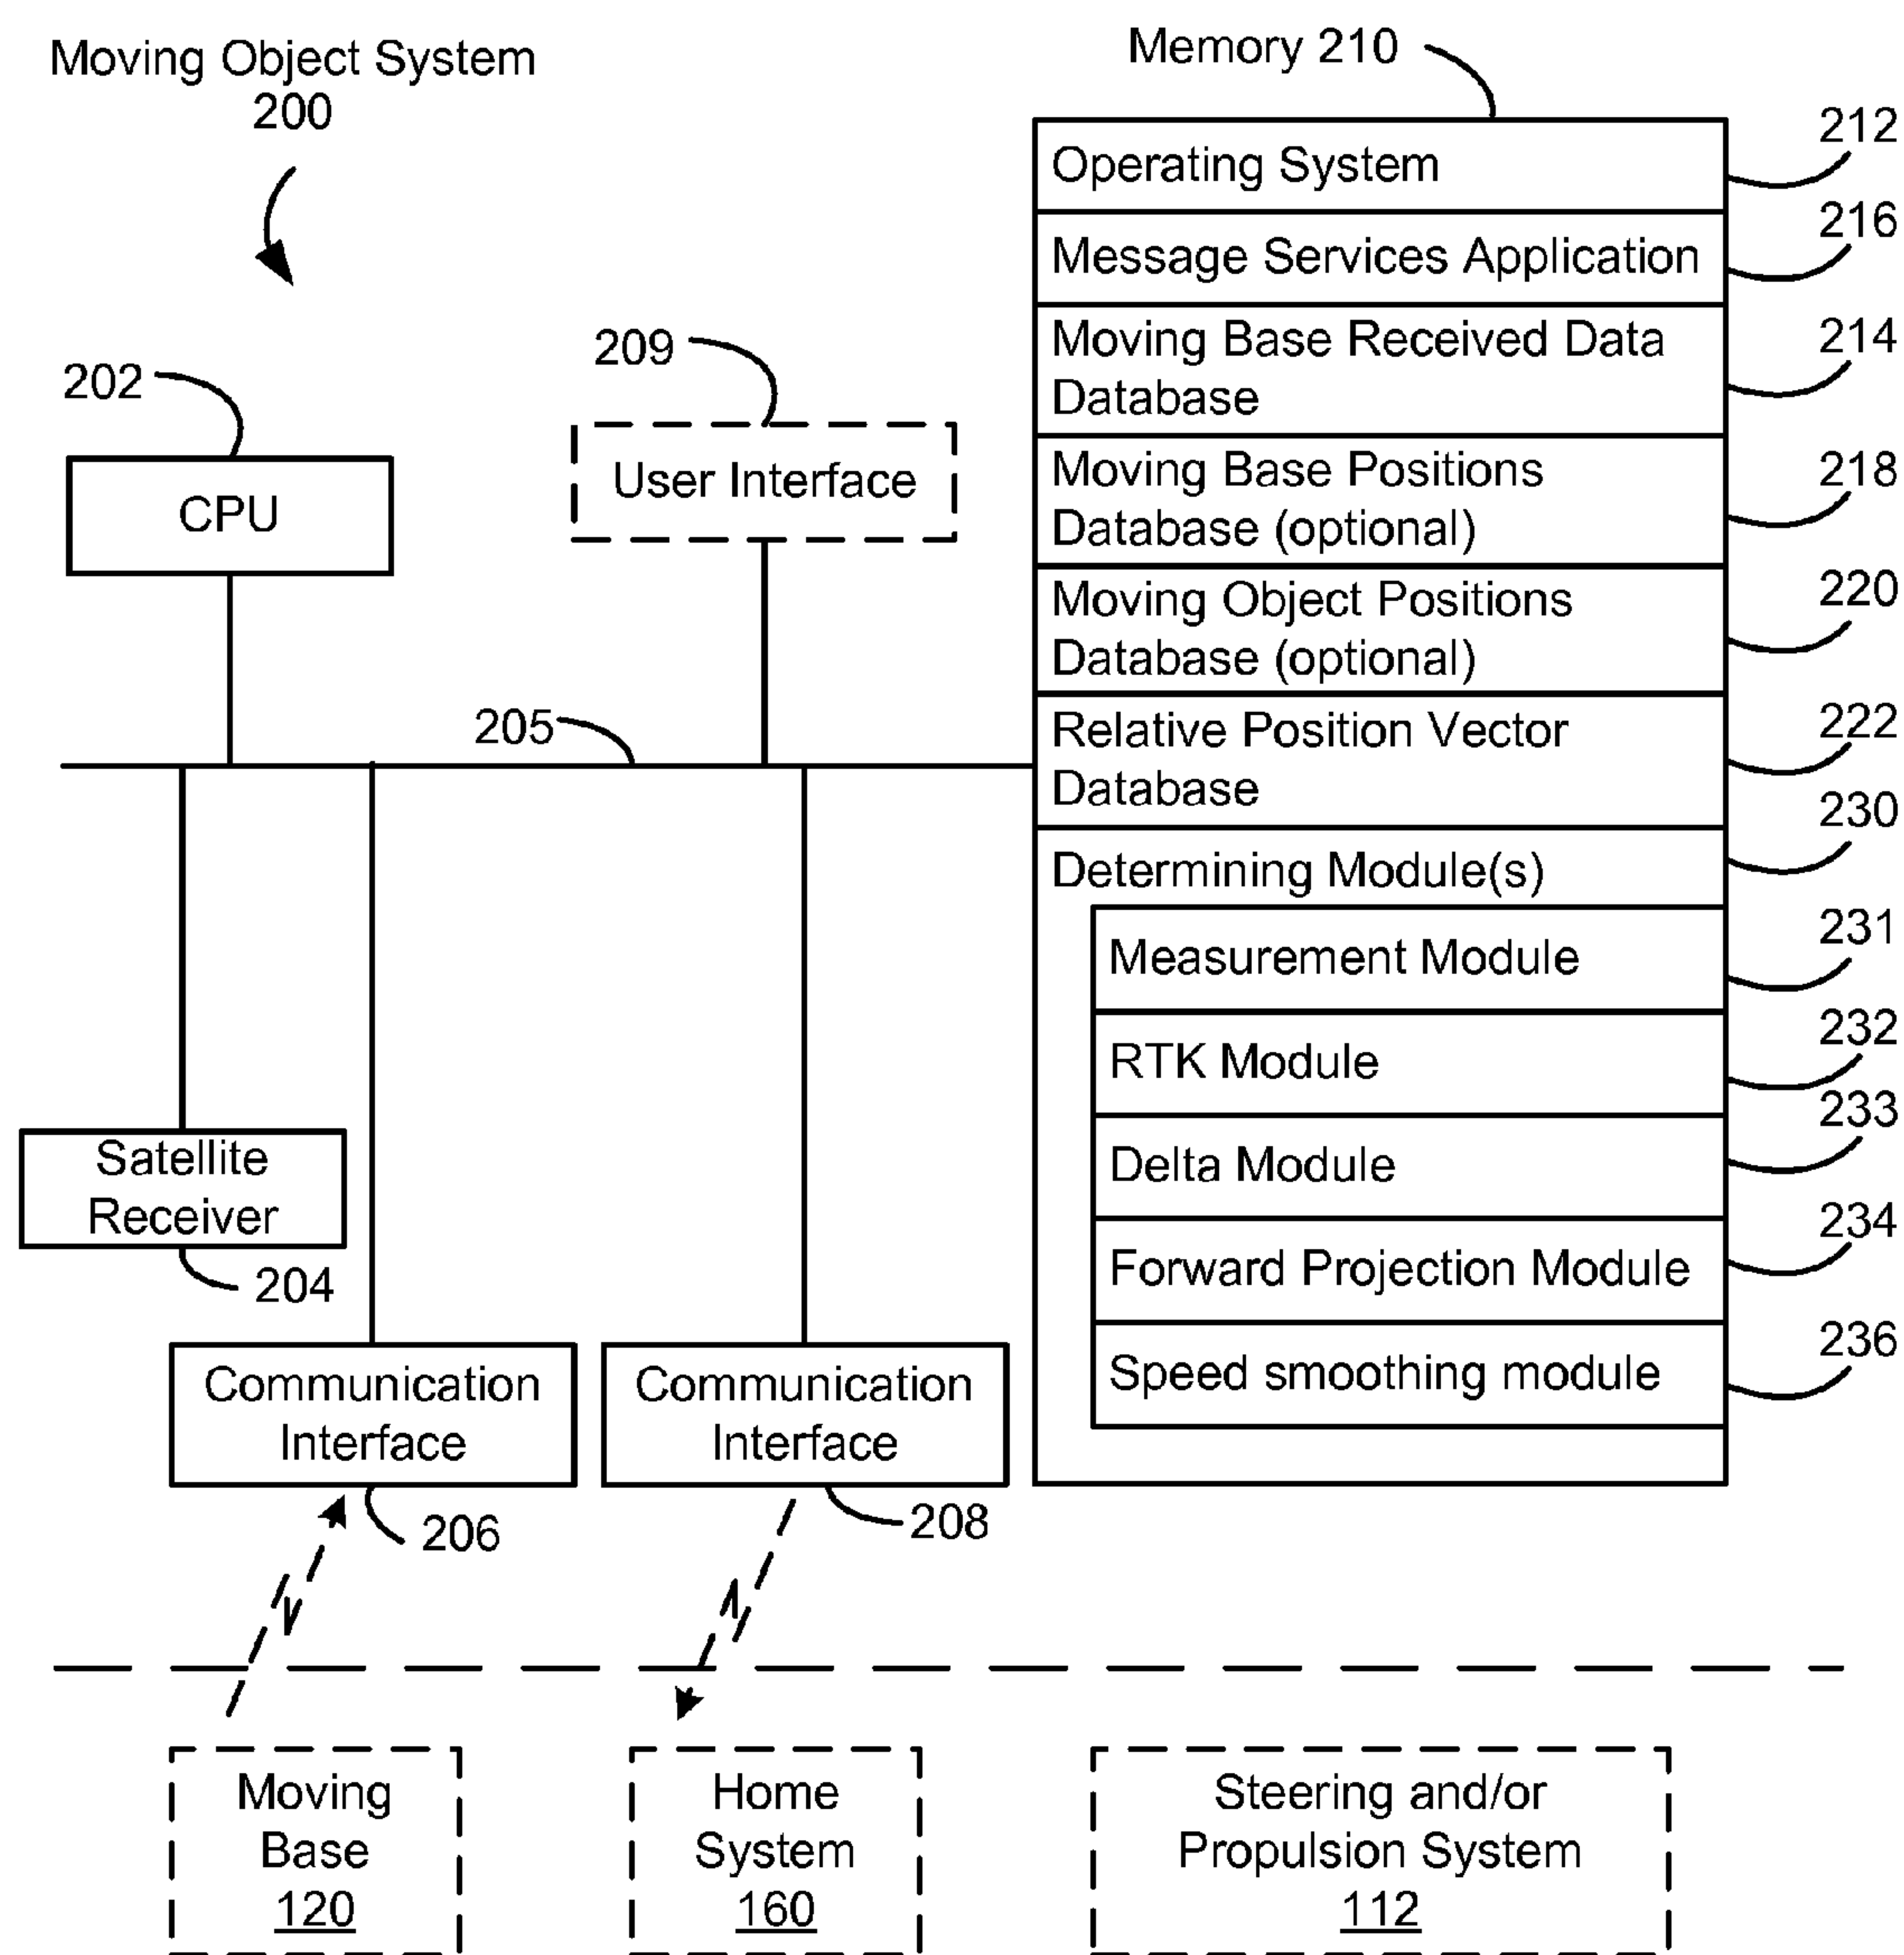 Moving Object System
200
Memory 210
Operating System
212
Message Services Application
216
Moving Base Received Data
Database
214
Moving Base Positions
Database (optional)
218
Moving Object Positions
Database (optional)
220
Relative Position Vector
Database
222
Determining Module(s)
230
Measurement Module
231
RTK Module
232
Delta Module
233
Forward Projection Module
234
Speed smoothing module
236
202
CPU
209
User Interface
205
Satellite
Receiver
204
Communication
Interface
206
Communication
Interface
208
Moving
Base
120
Home
System
160
Steering and/or
Propulsion System
112